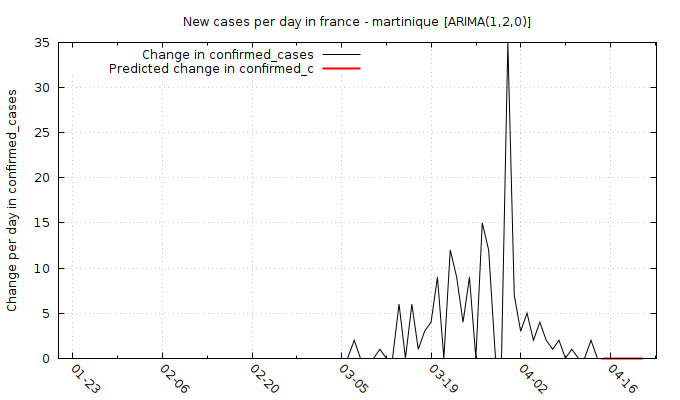 New cases per day in france - martinique [ARIMA(1,2,0)]
Change in confirmed_cases
Predicted change in confirmed_c
Change per day in confirmed_cases
35
30
25
20
15
10
5
0
01-23 02-06 02-20 03-05 03-19 04-02 04-16